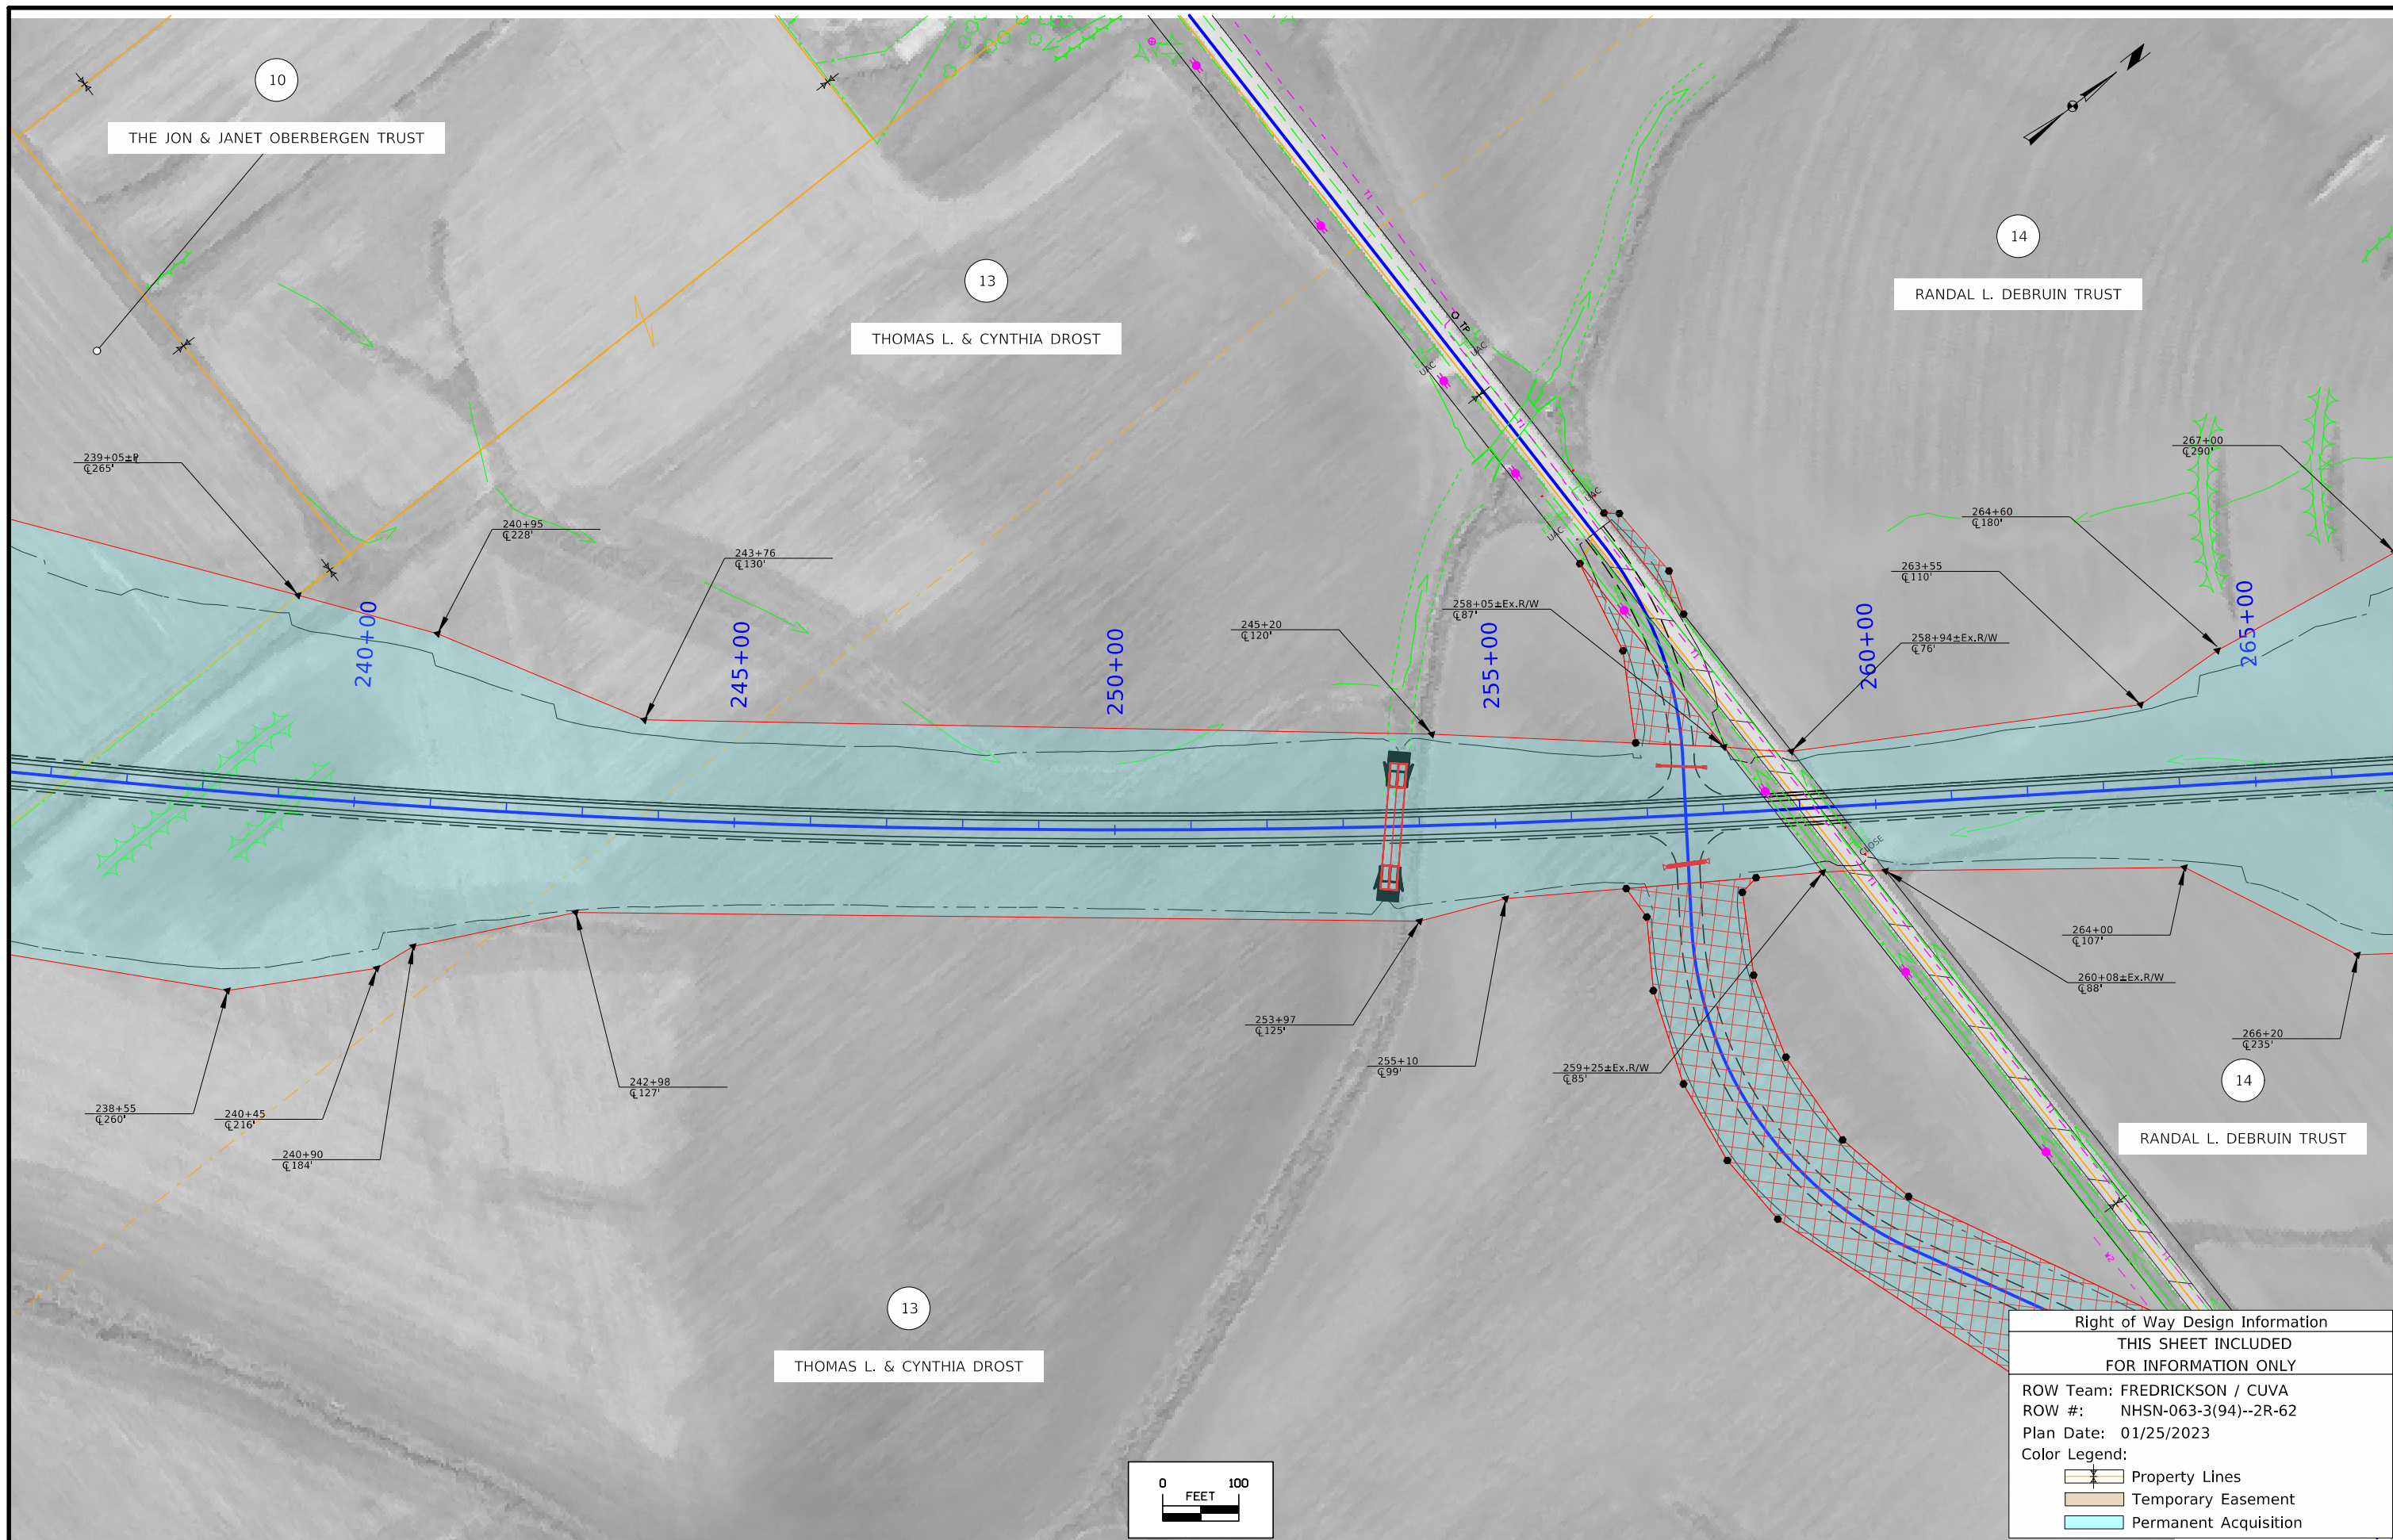 10
THE JON & JANET OBERBERGEN TRUST
13
THOMAS L. & CYNTHIA DROST
14
RANDAL L. DEBRUIN TRUST
TP
UAC
UAC
UAC
UAC
239+05±℄
℄265'
240+95
℄228'
243+76
℄130'
245+20
℄120'
258+05±Ex.R/W
℄87'
258+94±Ex.R/W
℄76'
263+55
℄110'
264+60
℄180'
267+00
℄290'
240+00
245+00
250+00
255+00
260+00
265+00
CLOSE
238+55
℄260'
240+45
℄216'
240+90
℄184'
242+98
℄127'
253+97
℄125'
255+10
℄99'
259+25±Ex.R/W
℄85'
264+00
℄107'
260+08±Ex.R/W
℄88'
266+20
℄235'
14
RANDAL L. DEBRUIN TRUST
13
THOMAS L. & CYNTHIA DROST
W2
0 100
FEET
Right of Way Design Information
THIS SHEET INCLUDED
FOR INFORMATION ONLY
ROW Team: FREDRICKSON / CUVA
ROW #: NHSN-063-3(94)--2R-62
Plan Date: 01/25/2023
Color Legend:
Property Lines
Temporary Easement
Permanent Acquisition